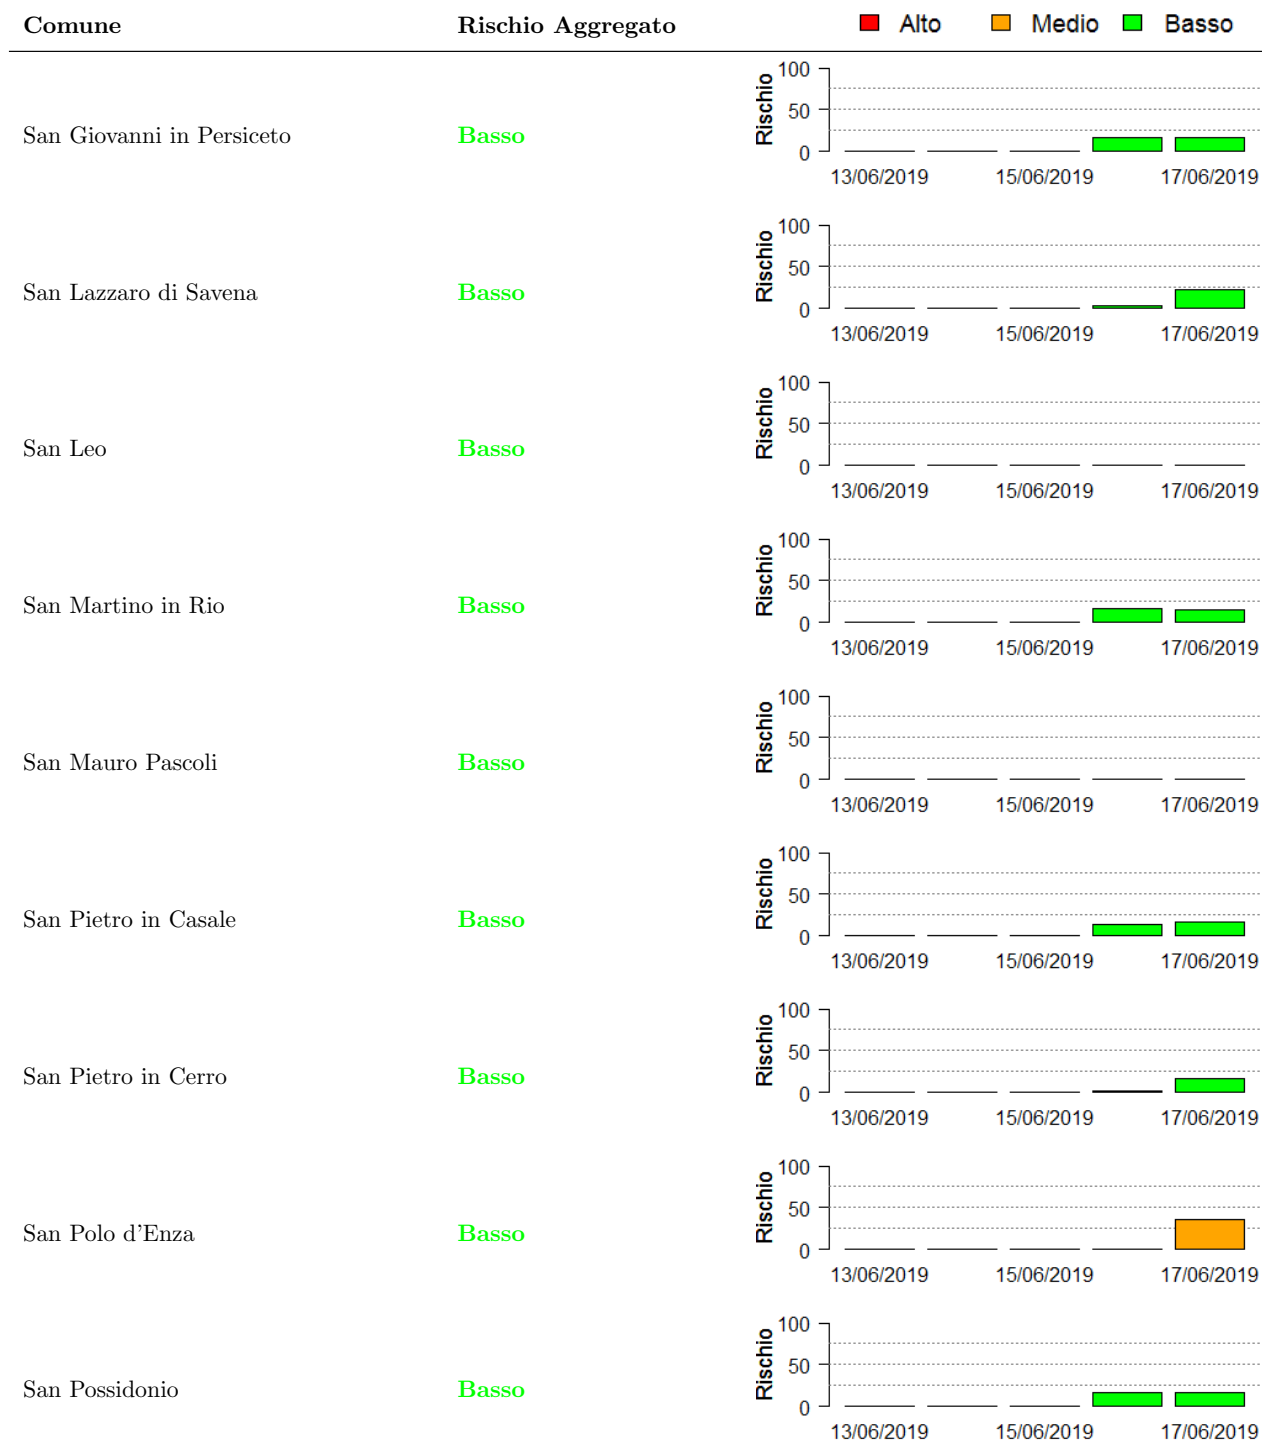 Comune Rischio Aggregato Alto Medio Basso
100
50
0
Rischio
San Giovanni in Persiceto Basso
13/06/2019 15/06/2019 17/06/2019
100
50
0
Rischio
San Lazzaro di Savena Basso
13/06/2019 15/06/2019 17/06/2019
100
50
0
Rischio
San Leo Basso
13/06/2019 15/06/2019 17/06/2019
100
50
0
Rischio
San Martino in Rio Basso
13/06/2019 15/06/2019 17/06/2019
100
50
0
Rischio
San Mauro Pascoli Basso
13/06/2019 15/06/2019 17/06/2019
100
50
0
Rischio
San Pietro in Casale Basso
13/06/2019 15/06/2019 17/06/2019
100
50
0
Rischio
San Pietro in Cerro Basso
13/06/2019 15/06/2019 17/06/2019
100
50
0
Rischio
San Polo d'Enza Basso
13/06/2019 15/06/2019 17/06/2019
100
50
0
Rischio
San Possidonio Basso
13/06/2019 15/06/2019 17/06/2019